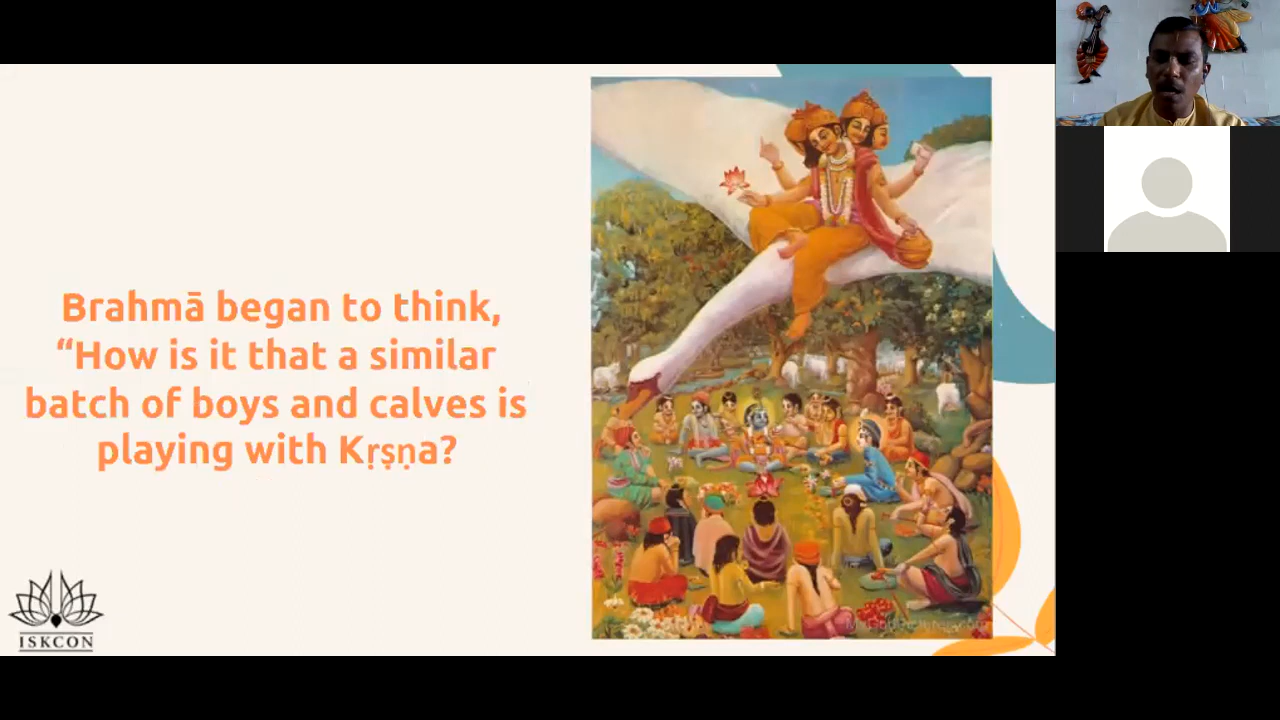 Brahmā began to think,
“How is it that a similar
batch of boys and calves is
playing with Kṛṣṇa?
ISKCON